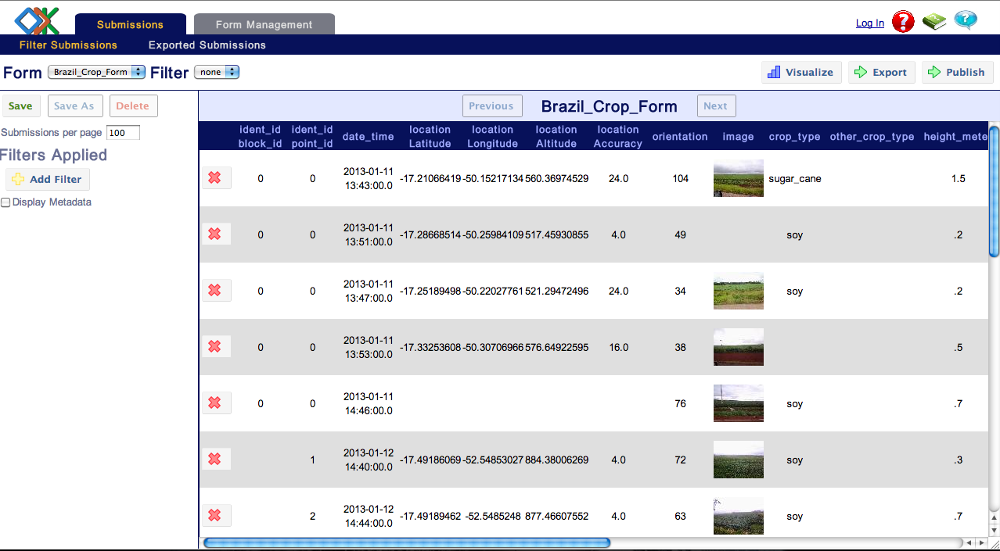 Submissions Form Management Log In
Filter Submissions Exported Submissions
Form Brazil_Crop_Form Filter none Visualize Export Publish
Save Save As Delete Previous Brazil_Crop_Form Next
Submissions per page 100
Filters Applied
Add Filter
Display Metadata
ident_id ident_id location location location location
block_id point_id date_time Latitude Longitude Altitude Accuracy orientation image crop_type other_crop_type height_mete
0 0 2013-01-11 13:43:00.0 -17.21066419 -50.15217134 560.36974529 24.0 104 sugar_cane 1.5
0 0 2013-01-11 13:51:00.0 -17.28668514 -50.25984109 517.45930855 4.0 49 soy .2
0 0 2013-01-11 13:47:00.0 -17.25189498 -50.22027761 521.29472496 24.0 34 soy .2
0 0 2013-01-11 13:53:00.0 -17.33253608 -50.30706966 576.64922595 16.0 38 .5
0 0 2013-01-11 14:46:00.0 76 soy .7
1 2013-01-12 14:40:00.0 -17.49186069 -52.54853027 884.38006269 4.0 72 soy .3
2 2013-01-12 14:44:00.0 -17.49189462 -52.5485248 877.46607552 4.0 63 soy .7